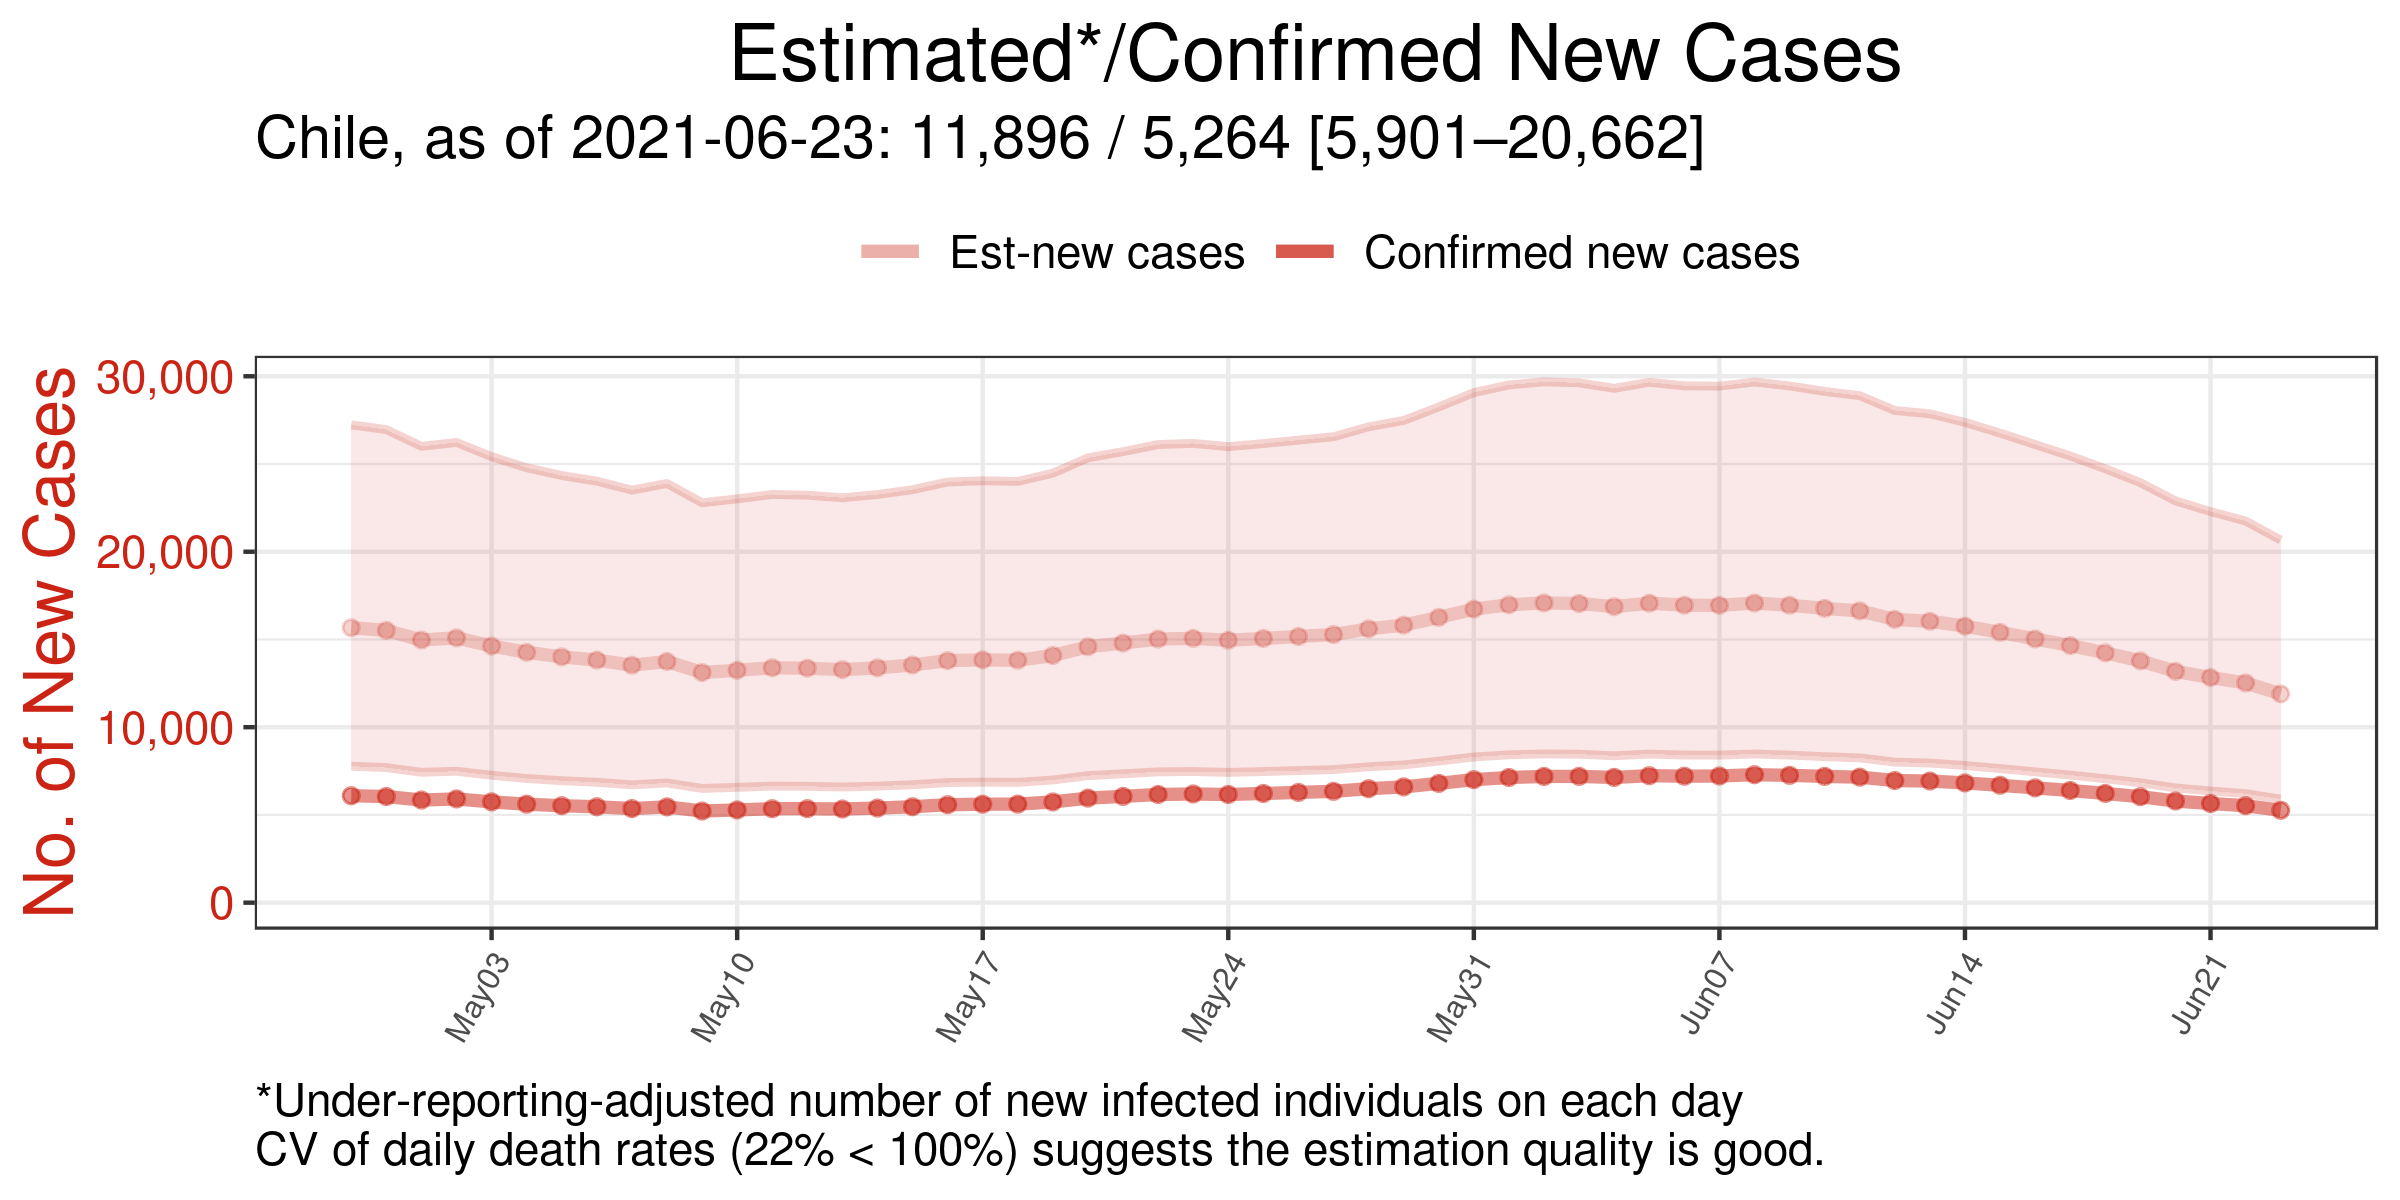 Estimated*/Confirmed New Cases
Chile, as of 2021-06-23: 11,896 / 5,264 [5,901–20,662]
Est-new cases Confirmed new cases
No. of New Cases
30,000
20,000
10,000
0
May03 May10 May17 May24 May31 Jun07 Jun14 Jun21
*Under-reporting-adjusted number of new infected individuals on each day
CV of daily death rates (22% < 100%) suggests the estimation quality is good.